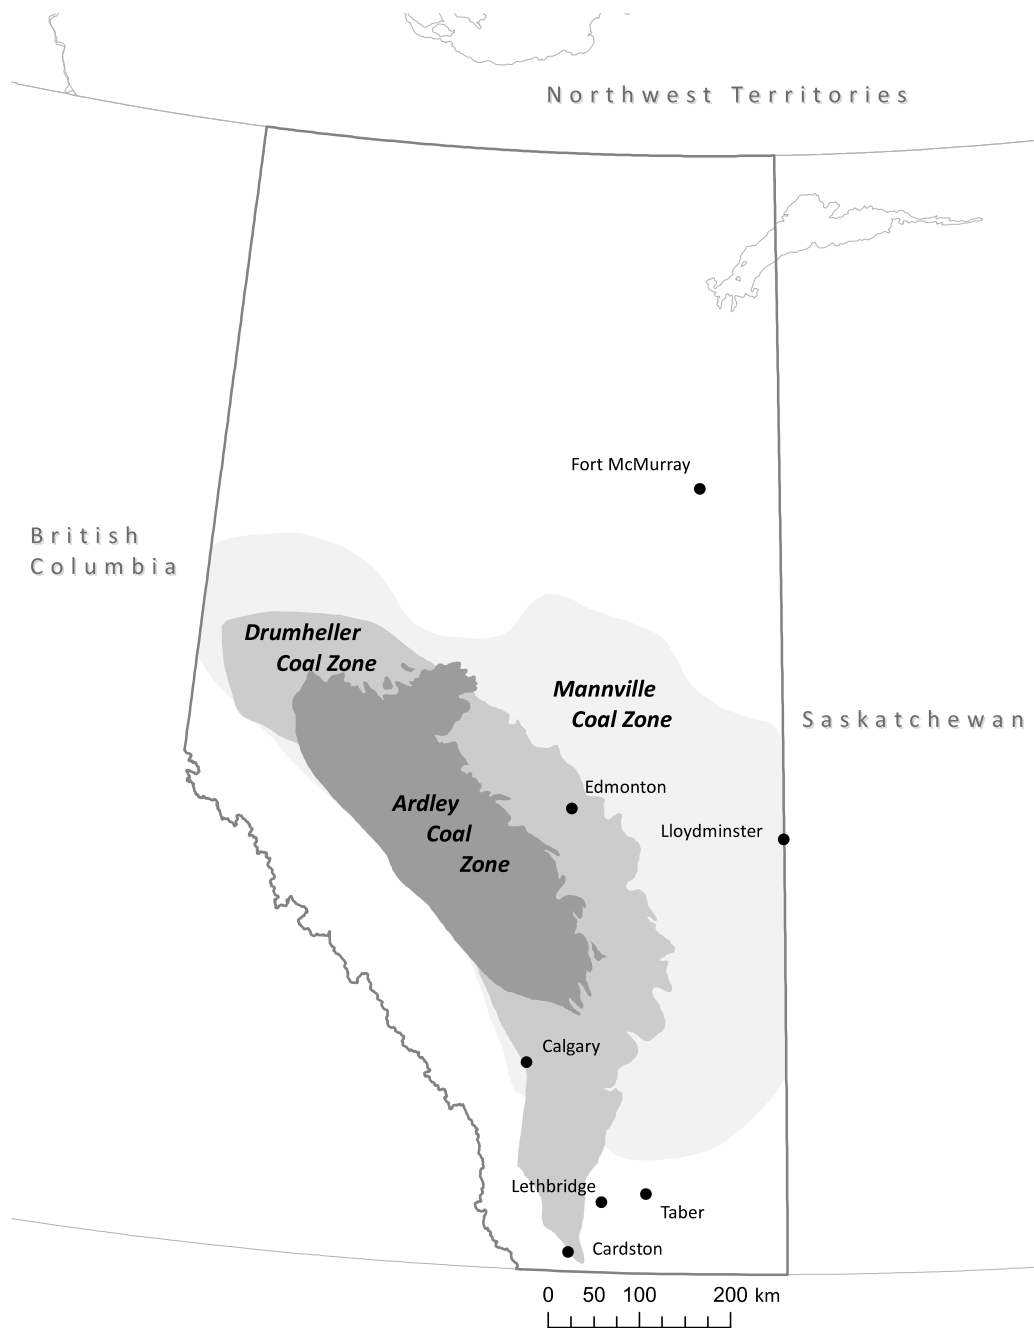 Northwest Territories
Fort McMurray
British
Columbia
Drumheller
Coal Zone
Mannville
Coal Zone
Saskatchewan
Edmonton
Ardley
Coal
Zone
Lloydminster
Calgary
Lethbridge
Taber
Cardston
0 50 100 200 km